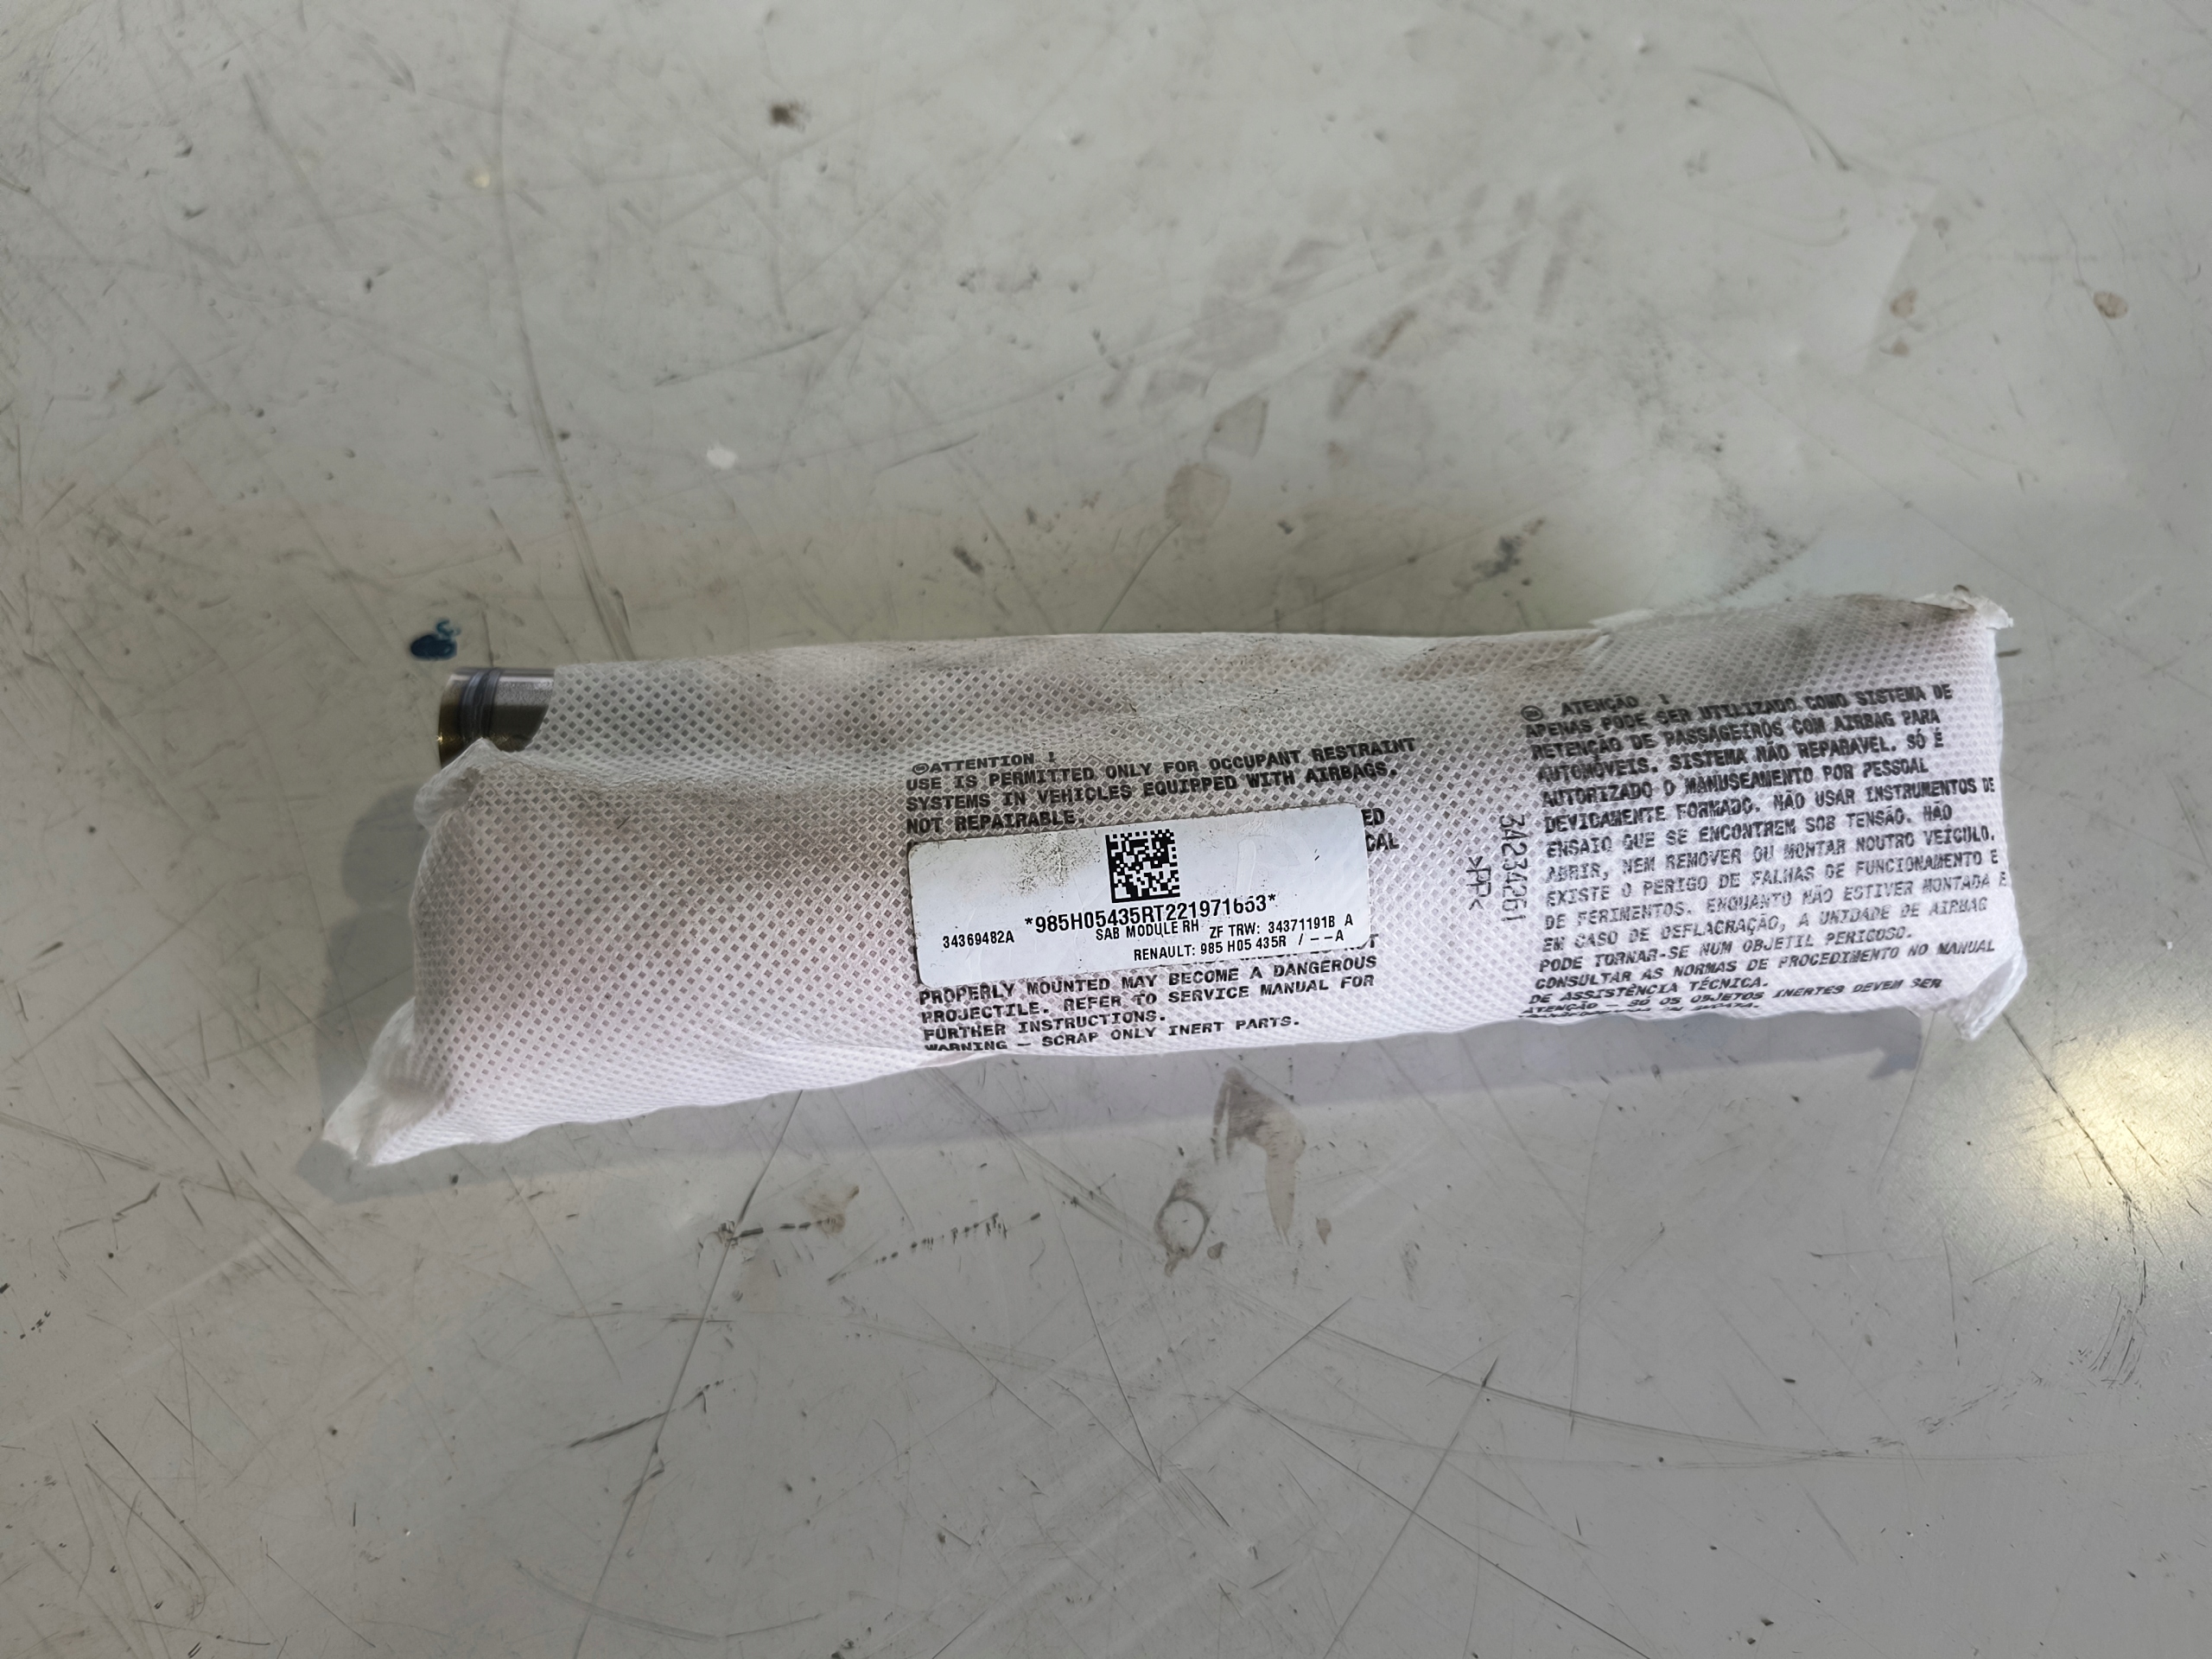 ATTENTION !
USE IS PERMITTED ONLY FOR OCCUPANT RESTRAINT
SYSTEMS IN VEHICLES EQUIPPED WITH AIRBAGS.
NOT REPAIRABLE.
ED
CAL
*985H05435RT221971653*
34369482A SAB MODULE RH ZF TRW: 34371191B A
RENAULT: 985 H05 435R / --A
NOT
PROPERLY MOUNTED MAY BECOME A DANGEROUS
PROJECTILE. REFER TO SERVICE MANUAL FOR
FURTHER INSTRUCTIONS.
WARNING - SCRAP ONLY INERT PARTS.
>PP<
34234261
ATENÇÃO !
APENAS PODE SER UTILIZADO COMO SISTEMA DE
RETENÇÃO DE PASSAGEIROS COM AIRBAG PARA
AUTOMÓVEIS. SISTEMA NÃO REPARAVEL. SÓ É
AUTORIZADO O MANUSEAMENTO POR PESSOAL
DEVIDAMENTE FORMADO. NÃO USAR INSTRUMENTOS DE
ENSAIO QUE SE ENCONTREM SOB TENSÃO. NÃO
ABRIR, NEM REMOVER OU MONTAR NOUTRO VEÍCULO.
EXISTE O PERIGO DE FALHAS DE FUNCIONAMENTO E
DE FERIMENTOS. ENQUANTO NÃO ESTIVER MONTADA E
EM CASO DE DEFLAGRAÇÃO, A UNIDADE DE AIRBAG
PODE TORNAR-SE NUM OBJETIL PERIGOSO.
CONSULTAR AS NORMAS DE PROCEDIMENTO NO MANUAL
DE ASSISTÊNCIA TÉCNICA.
ATENÇÃO - SÓ OS OBJETOS INERTES DEVEM SER